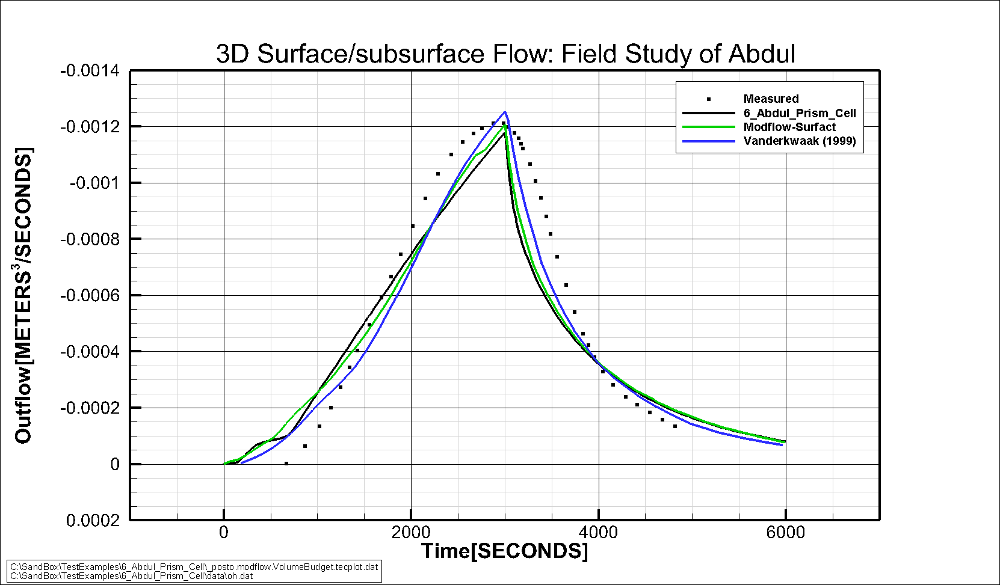 3D Surface/subsurface Flow: Field Study of Abdul
-0.0014
-0.0012
-0.001
-0.0008
-0.0006
-0.0004
-0.0002
0
0.0002
Outflow[METERS³/SECONDS]
Measured
6_Abdul_Prism_Cell
Modflow-Surfact
Vanderkwaak (1999)
0 2000 4000 6000
Time[SECONDS]
C:\SandBox\TestExamples\6_Abdul_Prism_Cell\_posto.modflow.VolumeBudget.tecplot.dat
C:\SandBox\TestExamples\6_Abdul_Prism_Cell\data\oh.dat